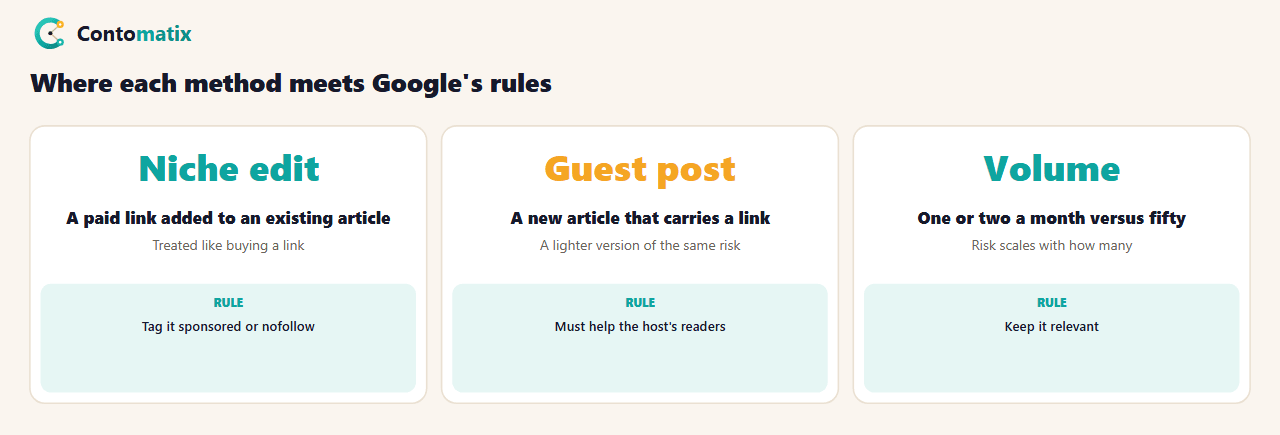 Contomatix
Where each method meets Google's rules
Niche edit
A paid link added to an existing article
Treated like buying a link
RULE
Tag it sponsored or nofollow
Guest post
A new article that carries a link
A lighter version of the same risk
RULE
Must help the host's readers
Volume
One or two a month versus fifty
Risk scales with how many
RULE
Keep it relevant